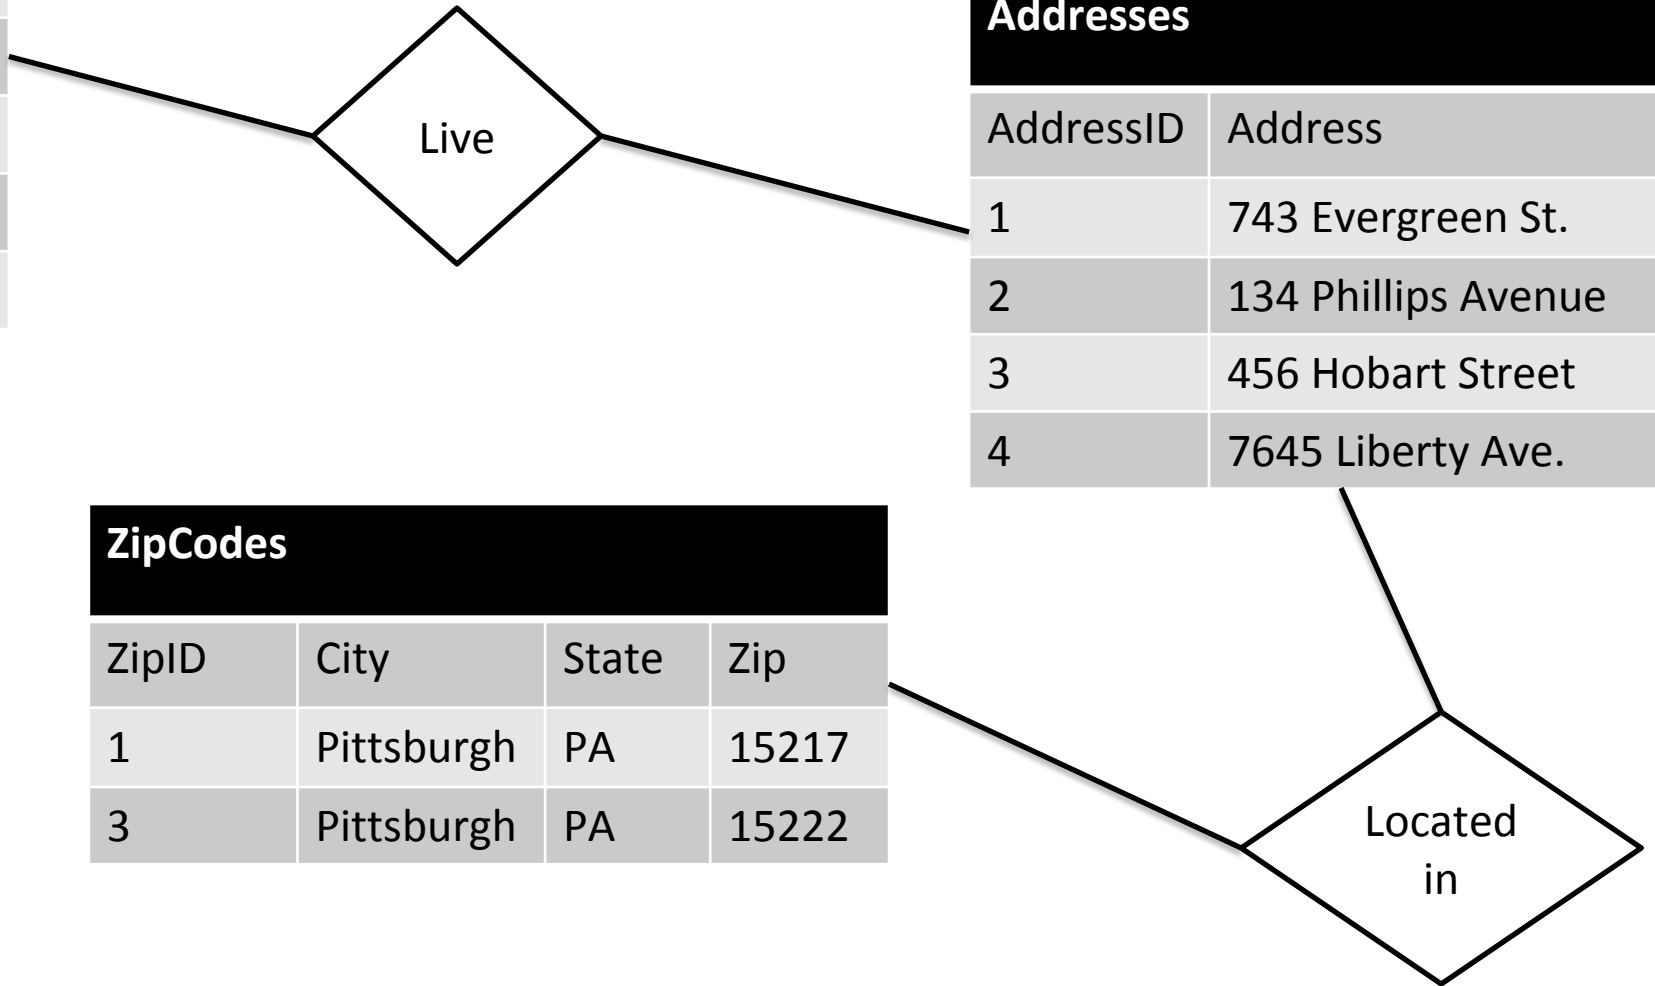 Addresses
Live
AddressID Address
1 743 Evergreen St.
2 134 Phillips Avenue
3 456 Hobart Street
4 7645 Liberty Ave.
ZipCodes
ZipID City State Zip
1 Pittsburgh PA 15217
3 Pittsburgh PA 15222
Located
in